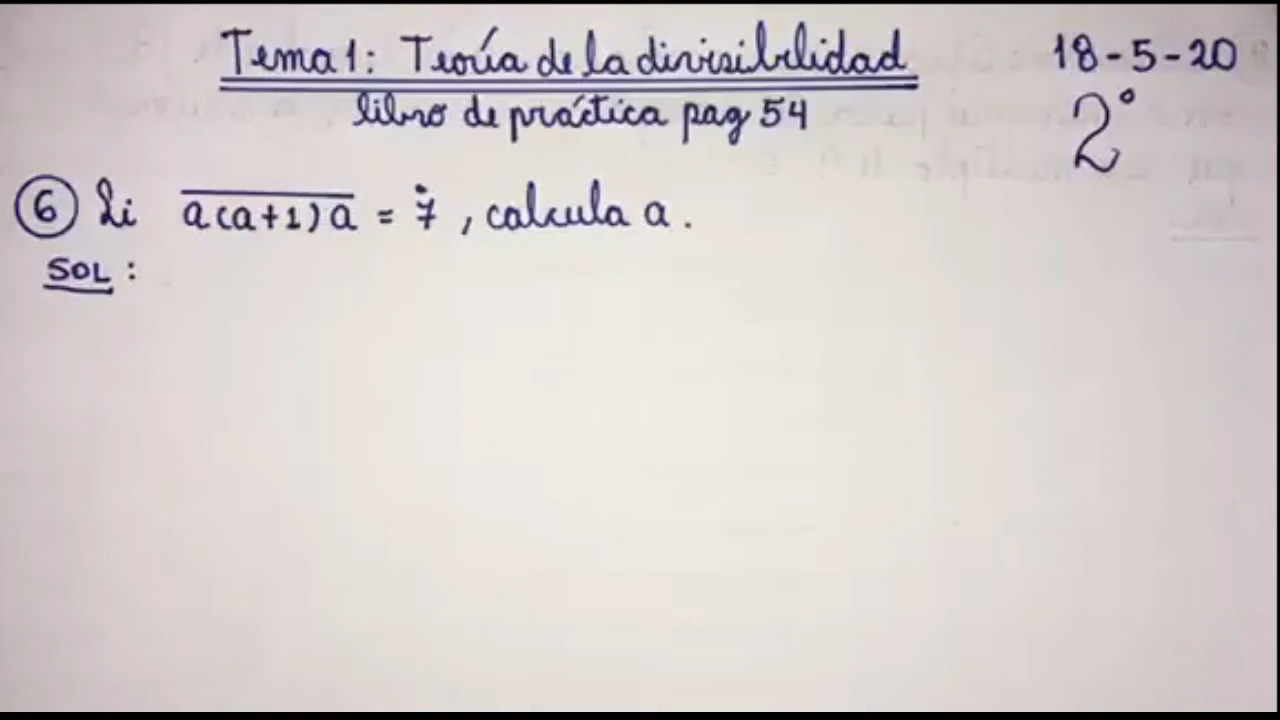 Tema 1: Teoría de la divisibilidad
18-5-20
libro de práctica pag 54
2°
6 Si a(a+1)a = 7̇ , calcula a.
SOL :